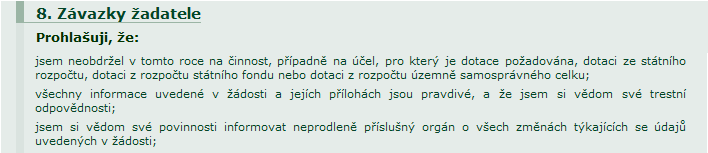 8. Závazky žadatele
Prohlašuji, že:
jsem neobdržel v tomto roce na činnost, případně na účel, pro který je dotace požadována, dotaci ze státního
rozpočtu, dotaci z rozpočtu státního fondu nebo dotaci z rozpočtu územně samosprávného celku;
všechny informace uvedené v žádosti a jejích přílohách jsou pravdivé, a že jsem si vědom své trestní
odpovědnosti;
jsem si vědom své povinnosti informovat neprodleně příslušný orgán o všech změnách týkajících se údajů
uvedených v žádosti;